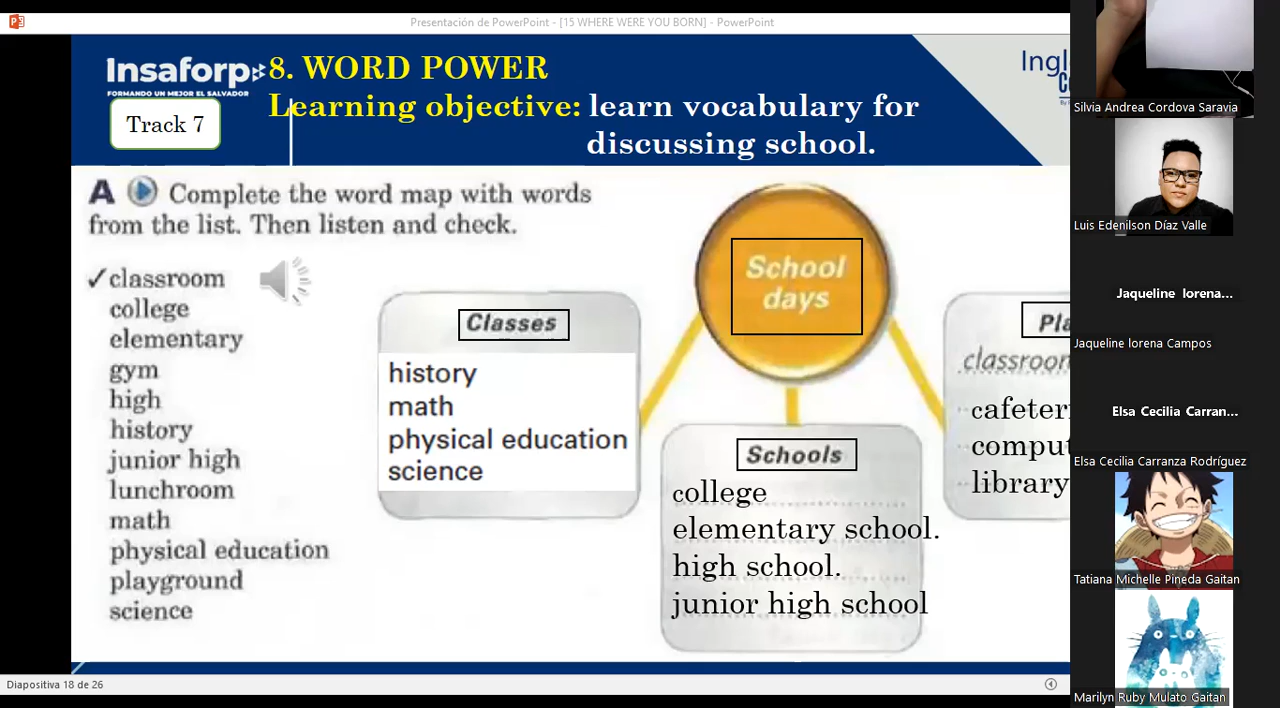 Presentación de PowerPoint - [15 WHERE WERE YOU BORN] - PowerPoint
Insaforp
FORMANDO UN MEJOR EL SALVADOR
8. WORD POWER
Learning objective: learn vocabulary for
discussing school.
Track 7
Ingl
A Complete the word map with words
from the list. Then listen and check.
✓classroom
college
elementary
gym
high
history
junior high
lunchroom
math
physical education
playground
science
School
days
Classes
history
math
physical education
science
Schools
college
elementary school.
high school.
junior high school
Pla
classroom
cafeter
comput
library
Diapositiva 18 de 26
Silvia Andrea Cordova Saravia
Luis Edenilson Díaz Valle
Jaqueline lorena...
Jaqueline lorena Campos
Elsa Cecilia Carran...
Elsa Cecilia Carranza Rodríguez
Tatiana Michelle Pineda Gaitan
Marilyn Ruby Mulato Gaitan